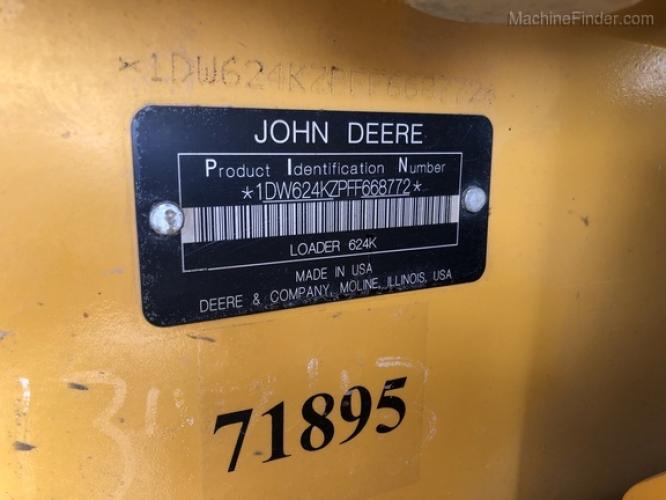 MachineFinder.com
*1DW624KZPFF668772*
JOHN DEERE
Product Identification Number
*1DW624KZPFF668772*
LOADER 624K
MADE IN USA
DEERE & COMPANY, MOLINE, ILLINOIS, USA
71895